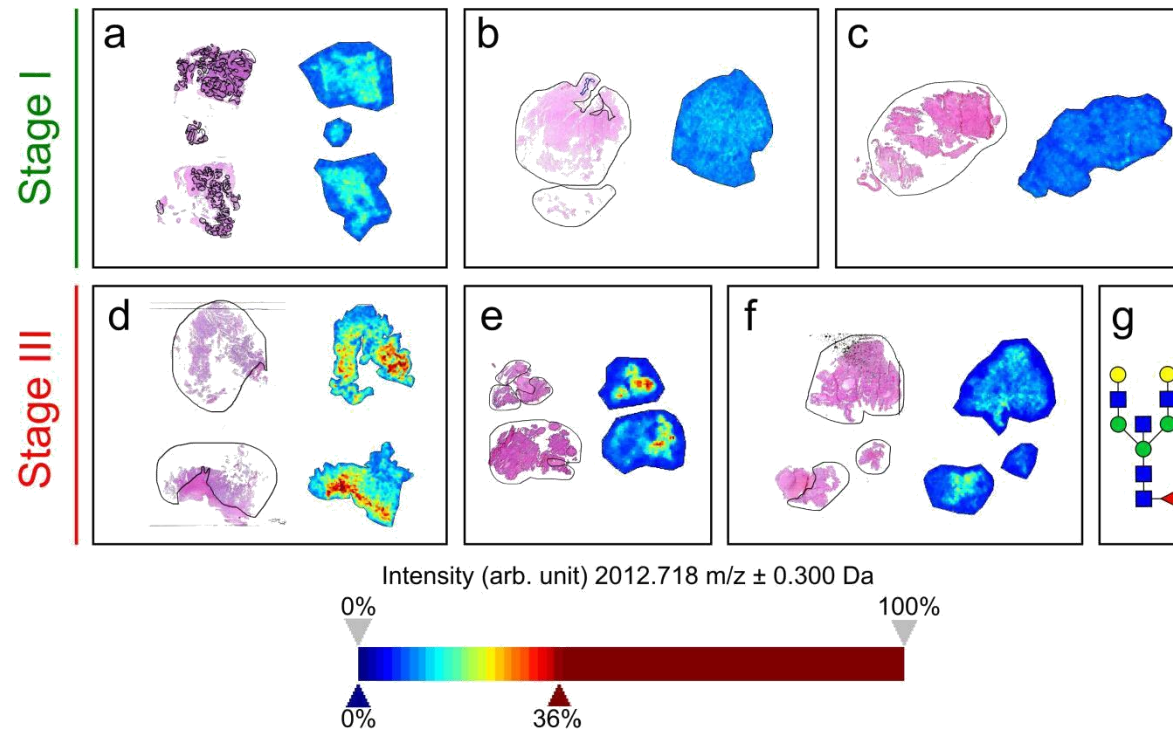 Stage I
a
b
c
Stage III
d
e
f
g
Intensity (arb. unit) 2012.718 m/z ± 0.300 Da
0%
100%
0%
36%